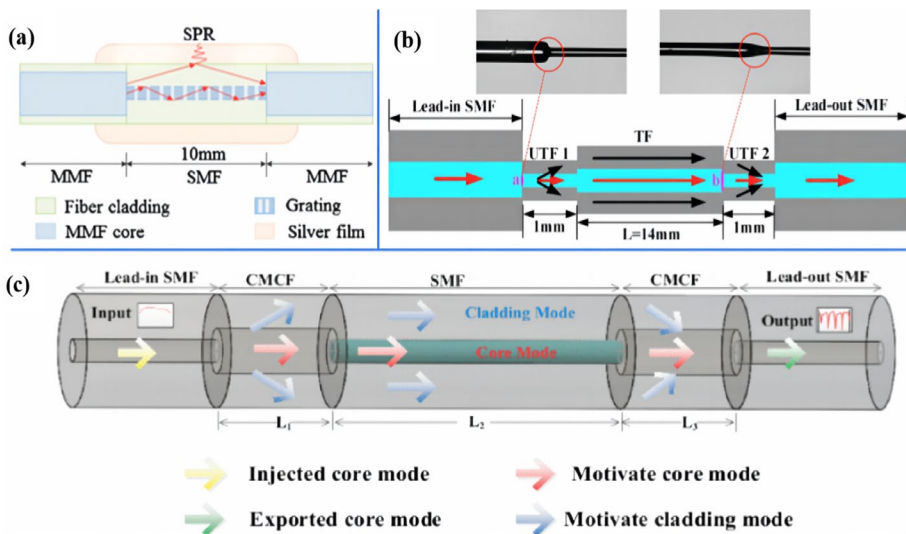 (a)
SPR
10mm
MMF SMF MMF
Fiber cladding Grating
MMF core Silver film
(b)
Lead-in SMF Lead-out SMF
TF
UTF 1 UTF 2
a b
1mm L=14mm 1mm
(c)
Lead-in SMF CMCF SMF CMCF Lead-out SMF
Input Cladding Mode Output
Core Mode
L₁ L₂ L₃
Injected core mode Motivate core mode
Exported core mode Motivate cladding mode